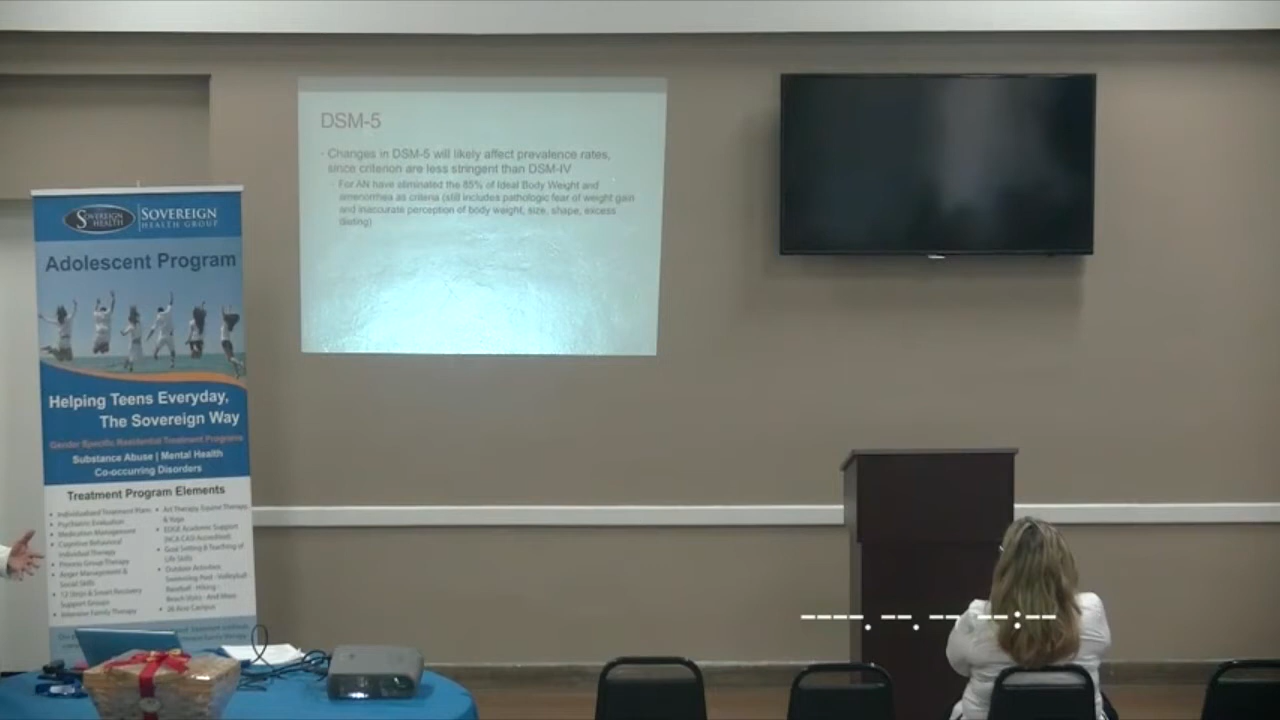 DSM-5
· Changes in DSM-5 will likely affect prevalence rates,
since criterion are less stringent than DSM-IV
For AN have eliminated the 85% of Ideal Body Weight and
amenorrhea as criteria (still includes pathologic fear of weight gain
and inaccurate perception of body weight, size, shape, excess
dieting)
SOVEREIGN
HEALTH
SOVEREIGN
HEALTH GROUP
Adolescent Program
Helping Teens Everyday,
The Sovereign Way
Gender Specific Residential Treatment Programs
Substance Abuse | Mental Health
Co-occurring Disorders
Treatment Program Elements
• Individualized Treatment Plans
• Psychiatric Evaluation
• Medication Management
• Cognitive Behavioral
Individual Therapy
• Process Group Therapy
• Anger Management &
Social Skills
• 12 Steps & Smart Recovery
Support Groups
• Intensive Family Therapy
• Art Therapy, Equine Therapy,
& Yoga
• EDGE Academic Support
(NCA CASI Accredited)
• Goal Setting & Teaching of
Life Skills
• Outdoor Activities:
Swimming Pool - Volleyball
Baseball - Hiking -
Beach Visits - And More
--.--.---- --:--